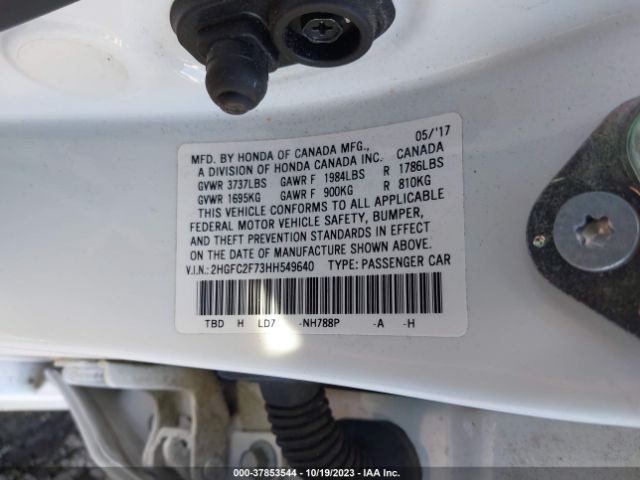 MFD. BY HONDA OF CANADA MFG., 05/'17
A DIVISION OF HONDA CANADA INC. CANADA
GVWR 3737LBS GAWR F 1984LBS R 1786LBS
GVWR 1695KG GAWR F 900KG R 810KG
THIS VEHICLE CONFORMS TO ALL APPLICABLE
FEDERAL MOTOR VEHICLE SAFETY, BUMPER,
AND THEFT PREVENTION STANDARDS IN EFFECT
ON THE DATE OF MANUFACTURE SHOWN ABOVE.
V.I.N.: 2HGFC2F73HH549640 TYPE: PASSENGER CAR
TBD H LD7 -NH788P -A -H
000-37853544 | 10/19/2023 | IAA Inc.